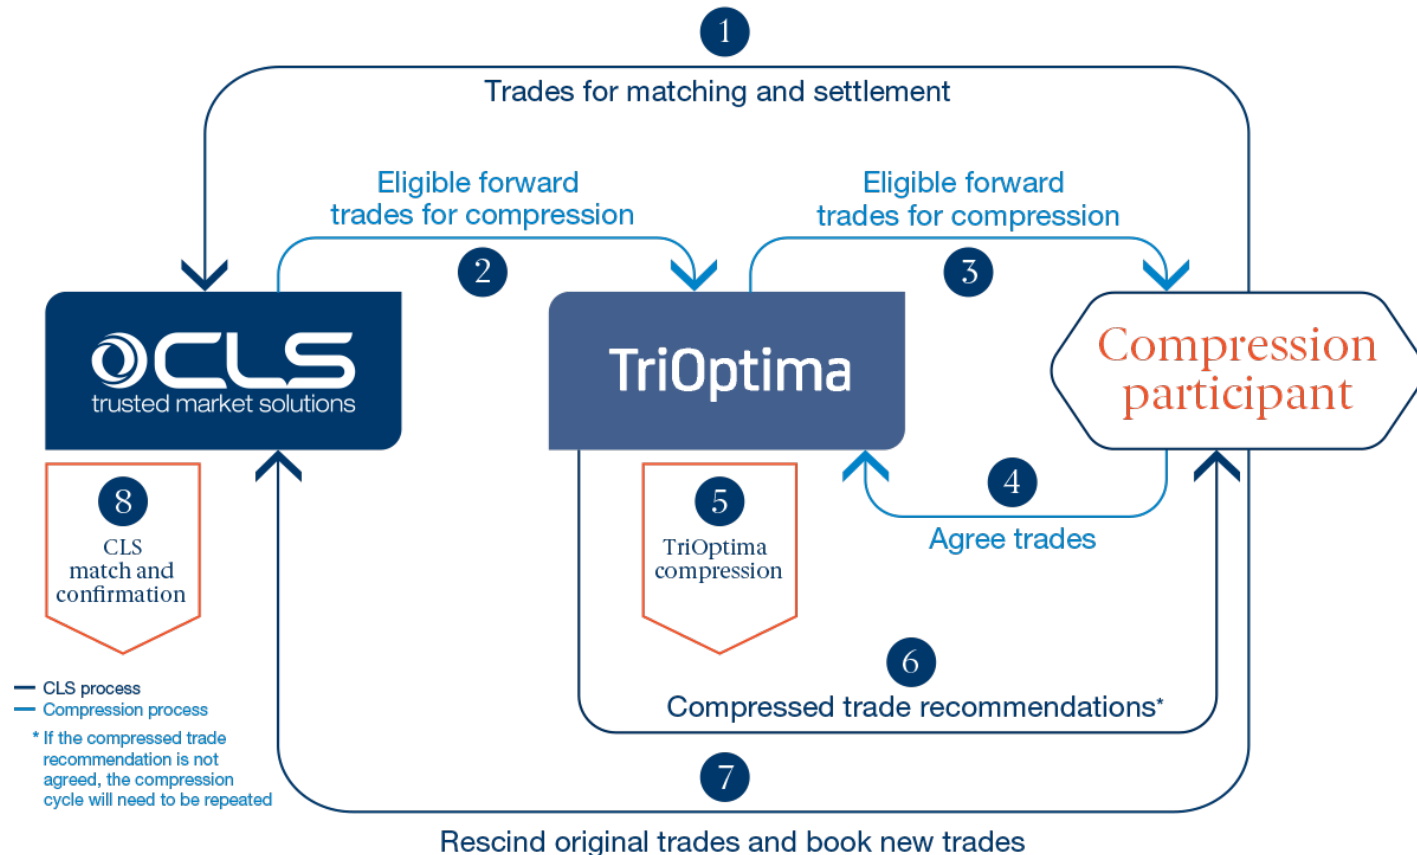 1
Trades for matching and settlement
Eligible forward
trades for compression
2
Eligible forward
trades for compression
3
CLS
trusted market solutions
TriOptima
Compression
participant
4
Agree trades
8
CLS
match and
confirmation
5
TriOptima
compression
6
Compressed trade recommendations*
7
Rescind original trades and book new trades
CLS process
Compression process
* If the compressed trade
recommendation is not
agreed, the compression
cycle will need to be repeated